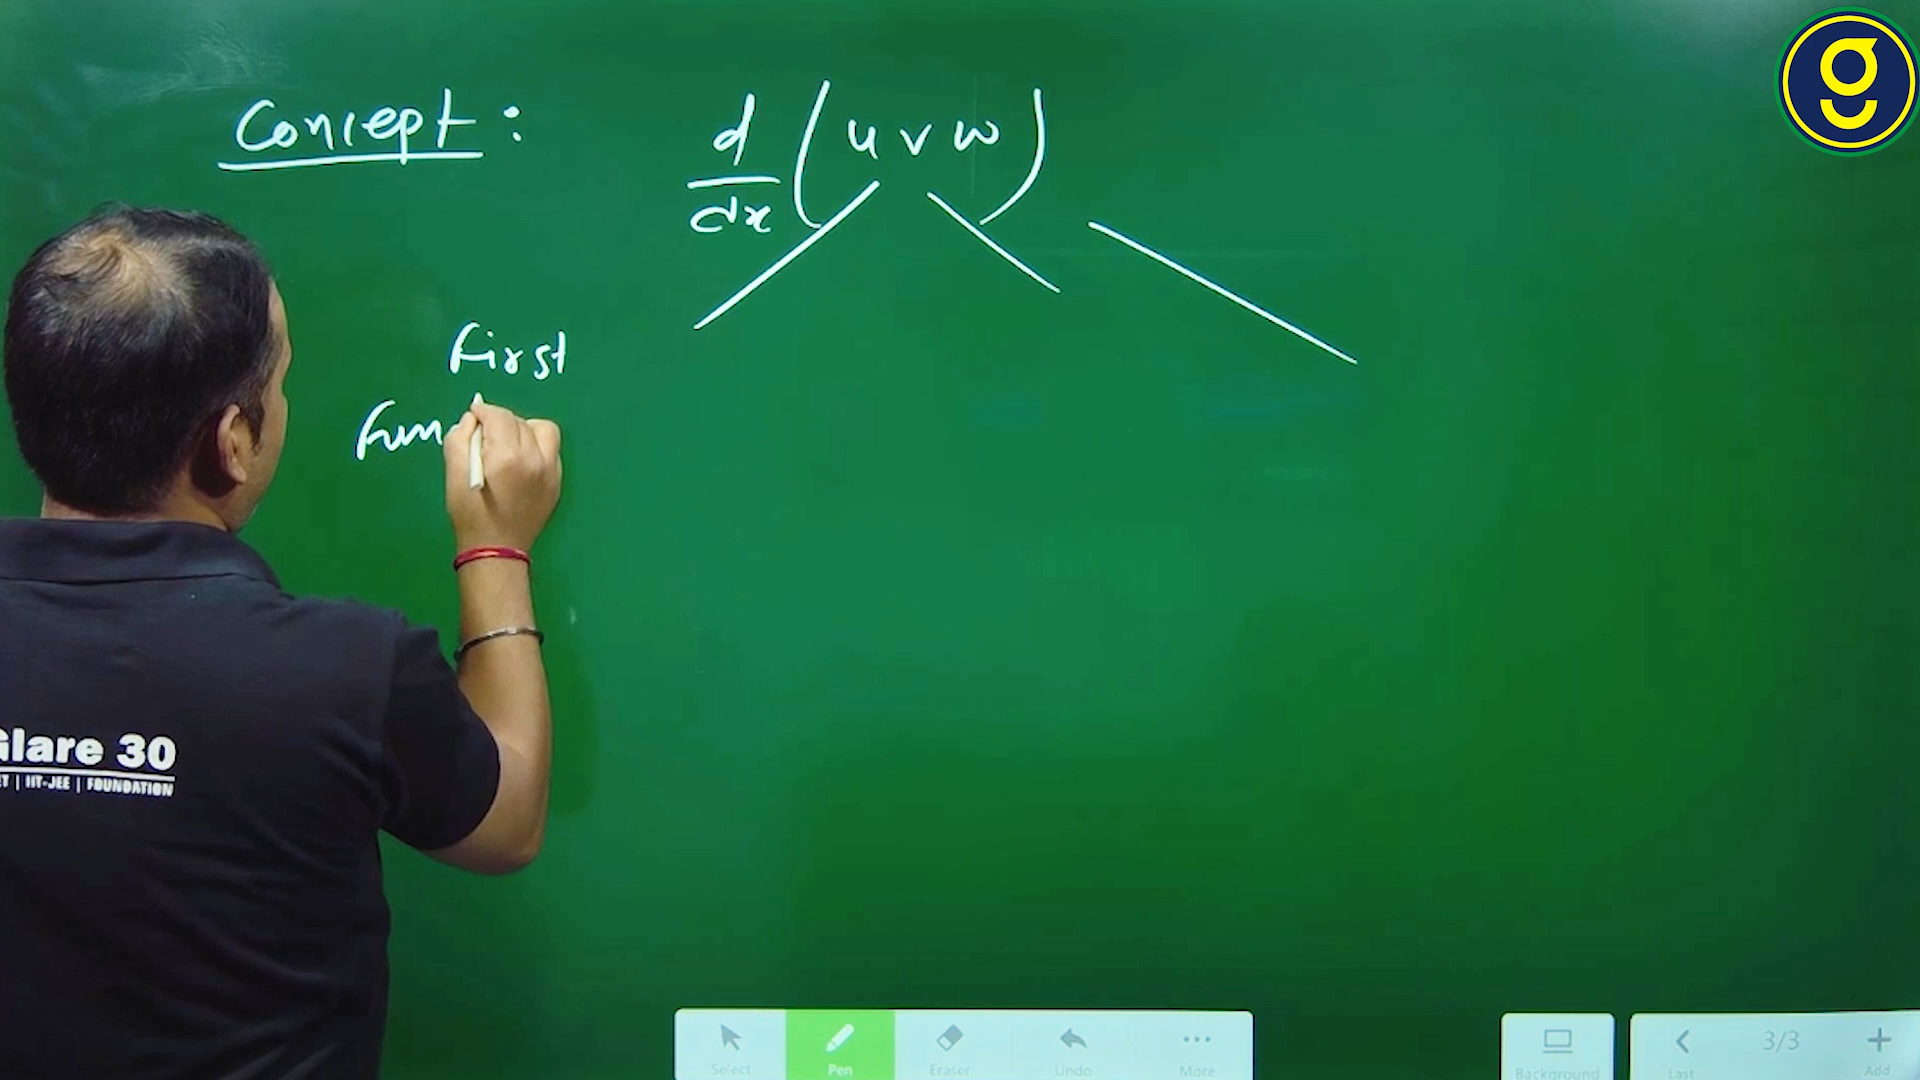 Concept :
d/dx (u v w)
First
Fun
Glare 30
IIT-JEE | FOUNDATION
Select
Pen
Eraser
Undo
More
Background
3/3
Last
Add